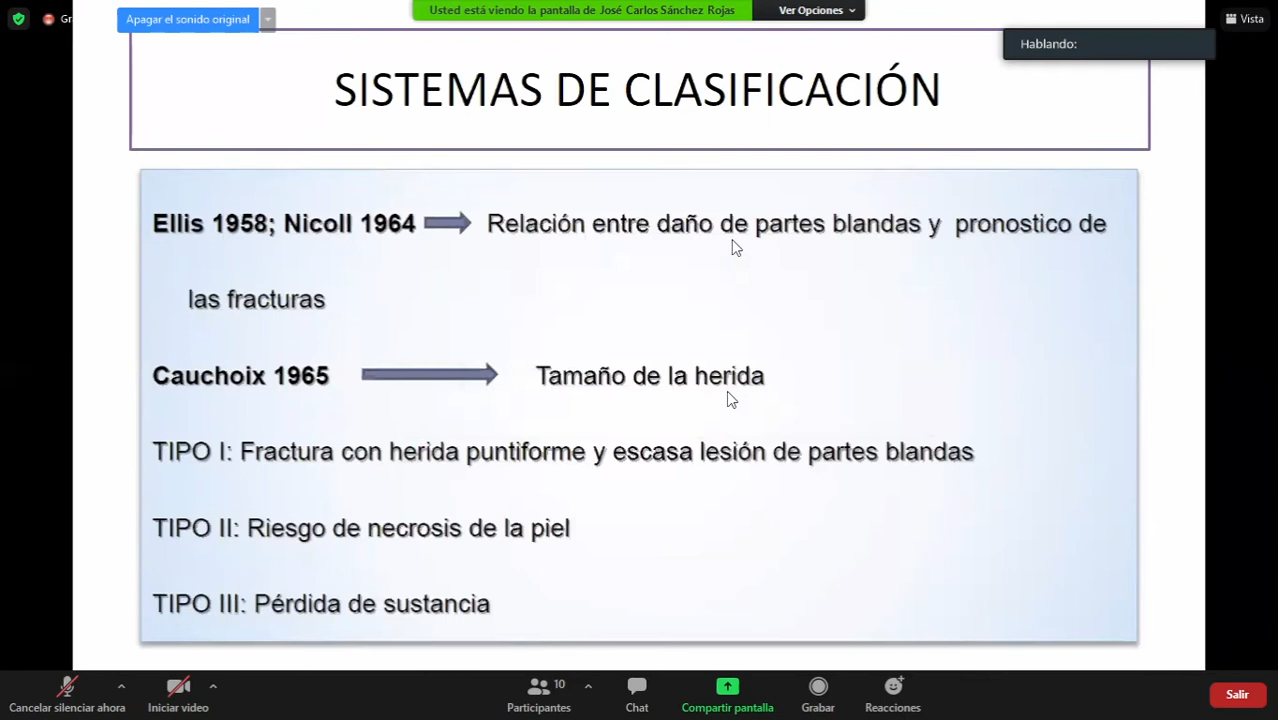 Apagar el sonido original
Usted está viendo la pantalla de José Carlos Sánchez Rojas
Ver Opciones
Vista
Hablando:
SISTEMAS DE CLASIFICACIÓN
Ellis 1958; Nicoll 1964 Relación entre daño de partes blandas y pronostico de
las fracturas
Cauchoix 1965 Tamaño de la herida
TIPO I: Fractura con herida puntiforme y escasa lesión de partes blandas
TIPO II: Riesgo de necrosis de la piel
TIPO III: Pérdida de sustancia
10
Cancelar silenciar ahora
Iniciar video
Participantes
Chat
Compartir pantalla
Grabar
Reacciones
Salir